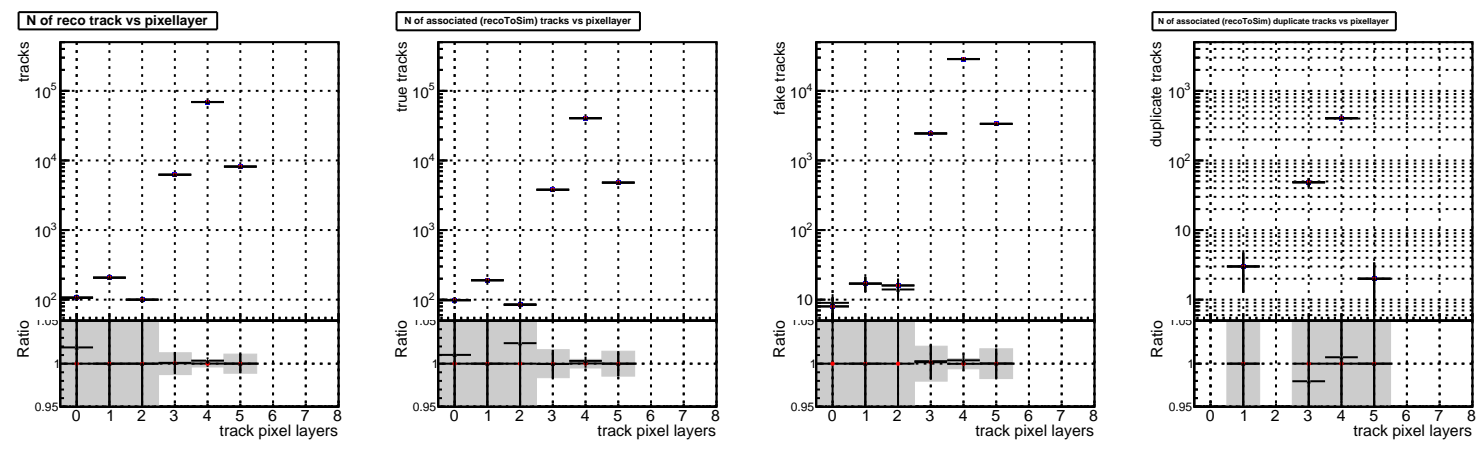 N of reco track vs pixellayer
tracks
10^5
10^4
10^3
10^2
Ratio
1.05
1
0.95
0 1 2 3 4 5 6 7 8
track pixel layers
N of associated (recoToSim) tracks vs pixellayer
true tracks
10^5
10^4
10^3
10^2
Ratio
1.05
1
0.95
0 1 2 3 4 5 6 7 8
track pixel layers
fake tracks
10^4
10^3
10^2
10
Ratio
1.05
1
0.95
0 1 2 3 4 5 6 7 8
track pixel layers
N of associated (recoToSim) duplicate tracks vs pixellayer
duplicate tracks
10^3
10^2
10
1
Ratio
1.05
1
0.95
0 1 2 3 4 5 6 7 8
track pixel layers